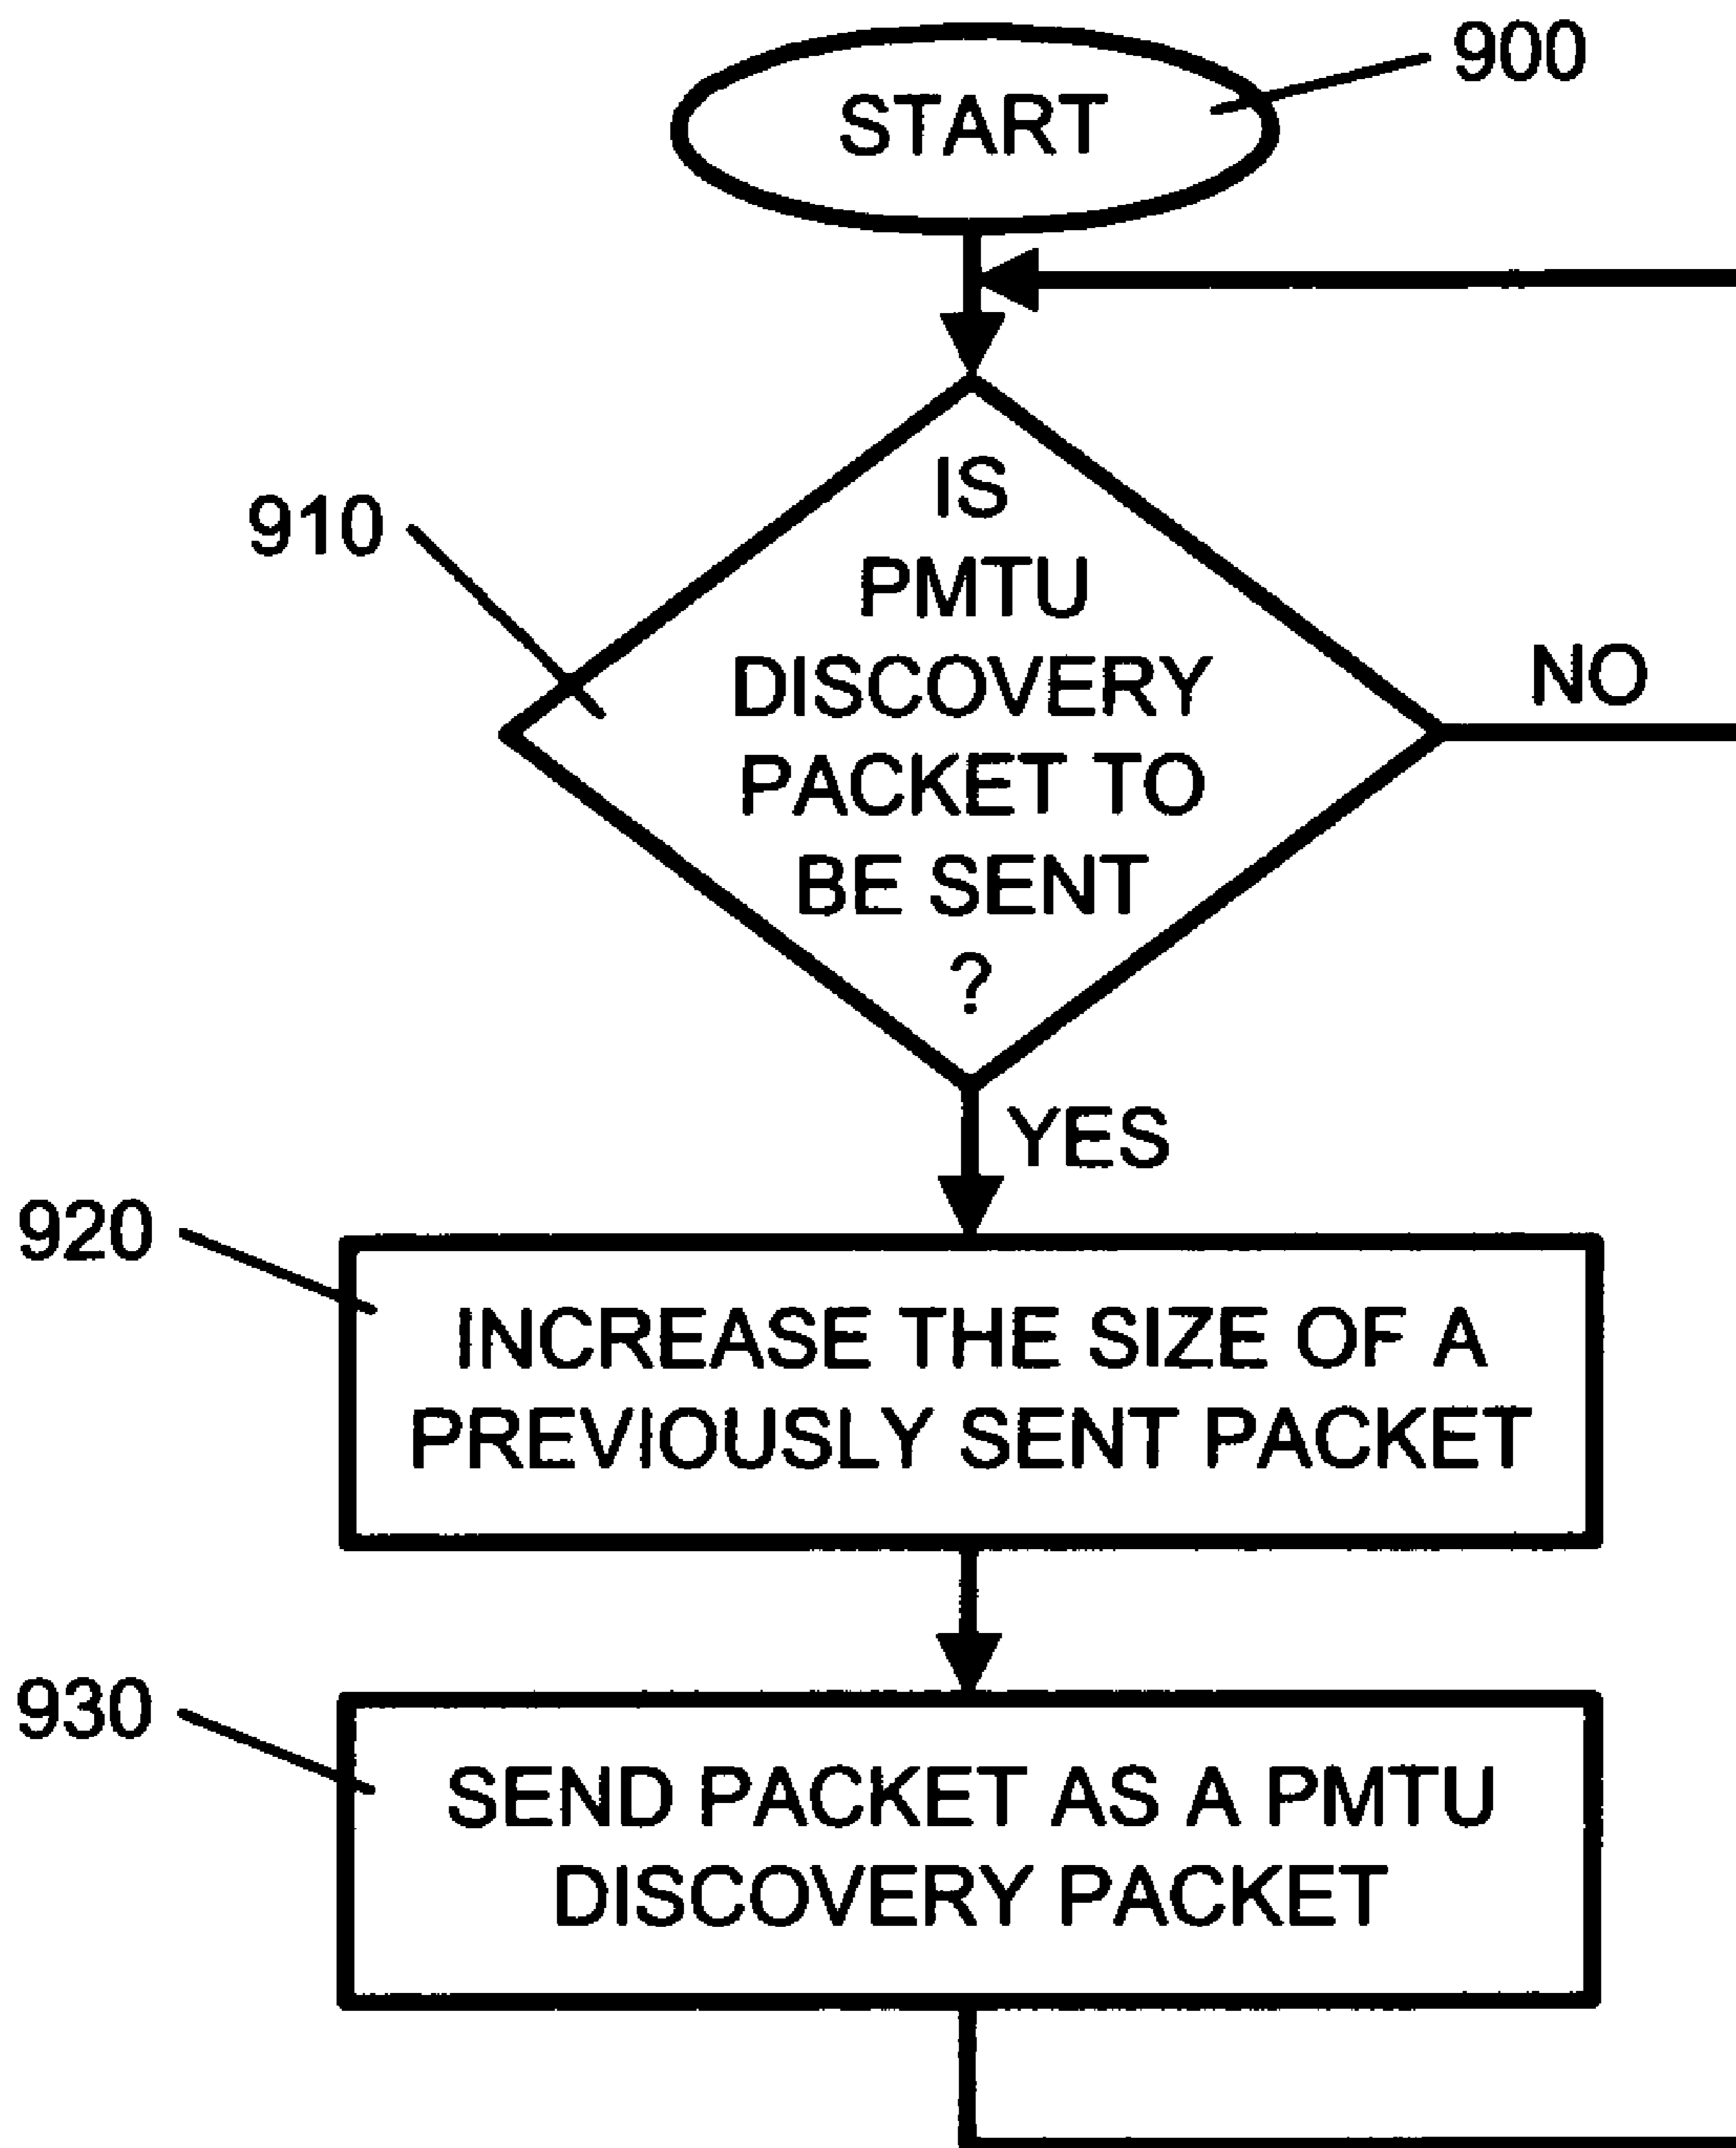 START
900
910
IS
PMTU
DISCOVERY
PACKET TO
BE SENT
?
NO
YES
920
INCREASE THE SIZE OF A
PREVIOUSLY SENT PACKET
930
SEND PACKET AS A PMTU
DISCOVERY PACKET